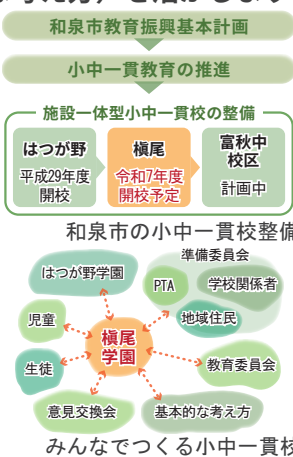 和泉市教育振興基本計画
小中一貫教育の推進
施設一体型小中一貫校の整備
はつが野
平成29年度
開校
槇尾
令和7年度
開校予定
富秋中
校区
計画中
和泉市の小中一貫校整備
準備委員会
はつが野学園
PTA
学校関係者
地域住民
児童
槇尾
学園
生徒
教育委員会
意見交換会
基本的な考え方
みんなでつくる小中一貫校